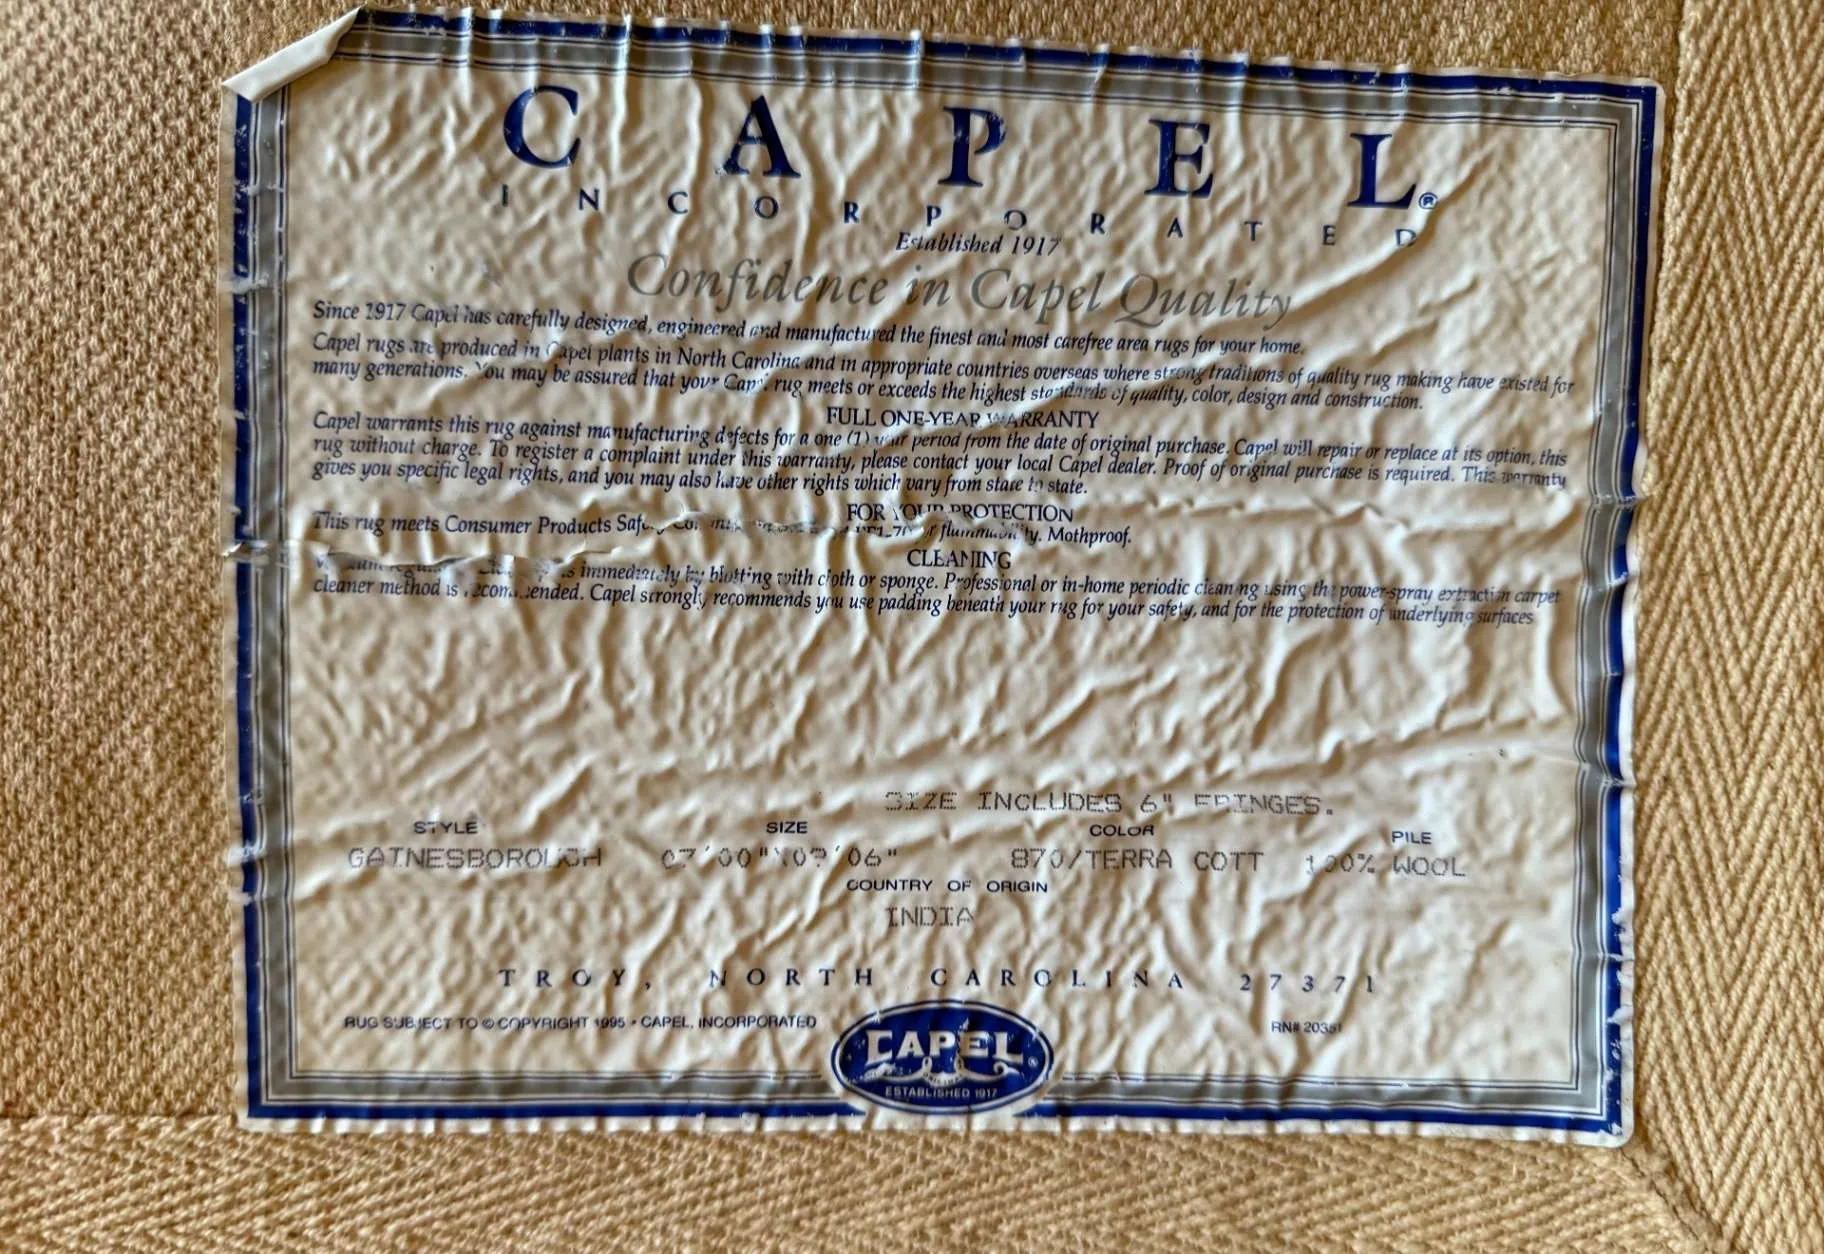 CAPEL®
INCORPORATED
Established 1917
Confidence in Capel Quality
Since 1917 Capel has carefully designed, engineered and manufactured the finest and most carefree area rugs for your home.
Capel rugs are produced in Capel plants in North Carolina and in appropriate countries overseas where strong traditions of quality rug making have existed for
many generations. You may be assured that your Capel rug meets or exceeds the highest standards of quality, color, design and construction.
FULL ONE-YEAR WARRANTY
Capel warrants this rug against manufacturing defects for a one (1) year period from the date of original purchase. Capel will repair or replace at its option, this
rug without charge. To register a complaint under this warranty, please contact your local Capel dealer. Proof of original purchase is required. This warranty
gives you specific legal rights, and you may also have other rights which vary from state to state.
FOR YOUR PROTECTION
This rug meets Consumer Products Safety flammability. Mothproof.
CLEANING
immediately by blotting with cloth or sponge. Professional or in-home periodic cleaning using the power-spray extraction carpet
cleaner method is recommended. Capel strongly recommends you use padding beneath your rug for your safety, and for the protection of underlying surfaces
SIZE INCLUDES 6" FRINGES.
STYLE SIZE COLOR PILE
GAINESBOROUGH 870/TERRA COTT 100% WOOL
COUNTRY OF ORIGIN
INDIA
TROY, NORTH CAROLINA 27371
RUG SUBJECT TO © COPYRIGHT 1995 • CAPEL, INCORPORATED
RN# 20351
CAPEL®
ESTABLISHED 1917